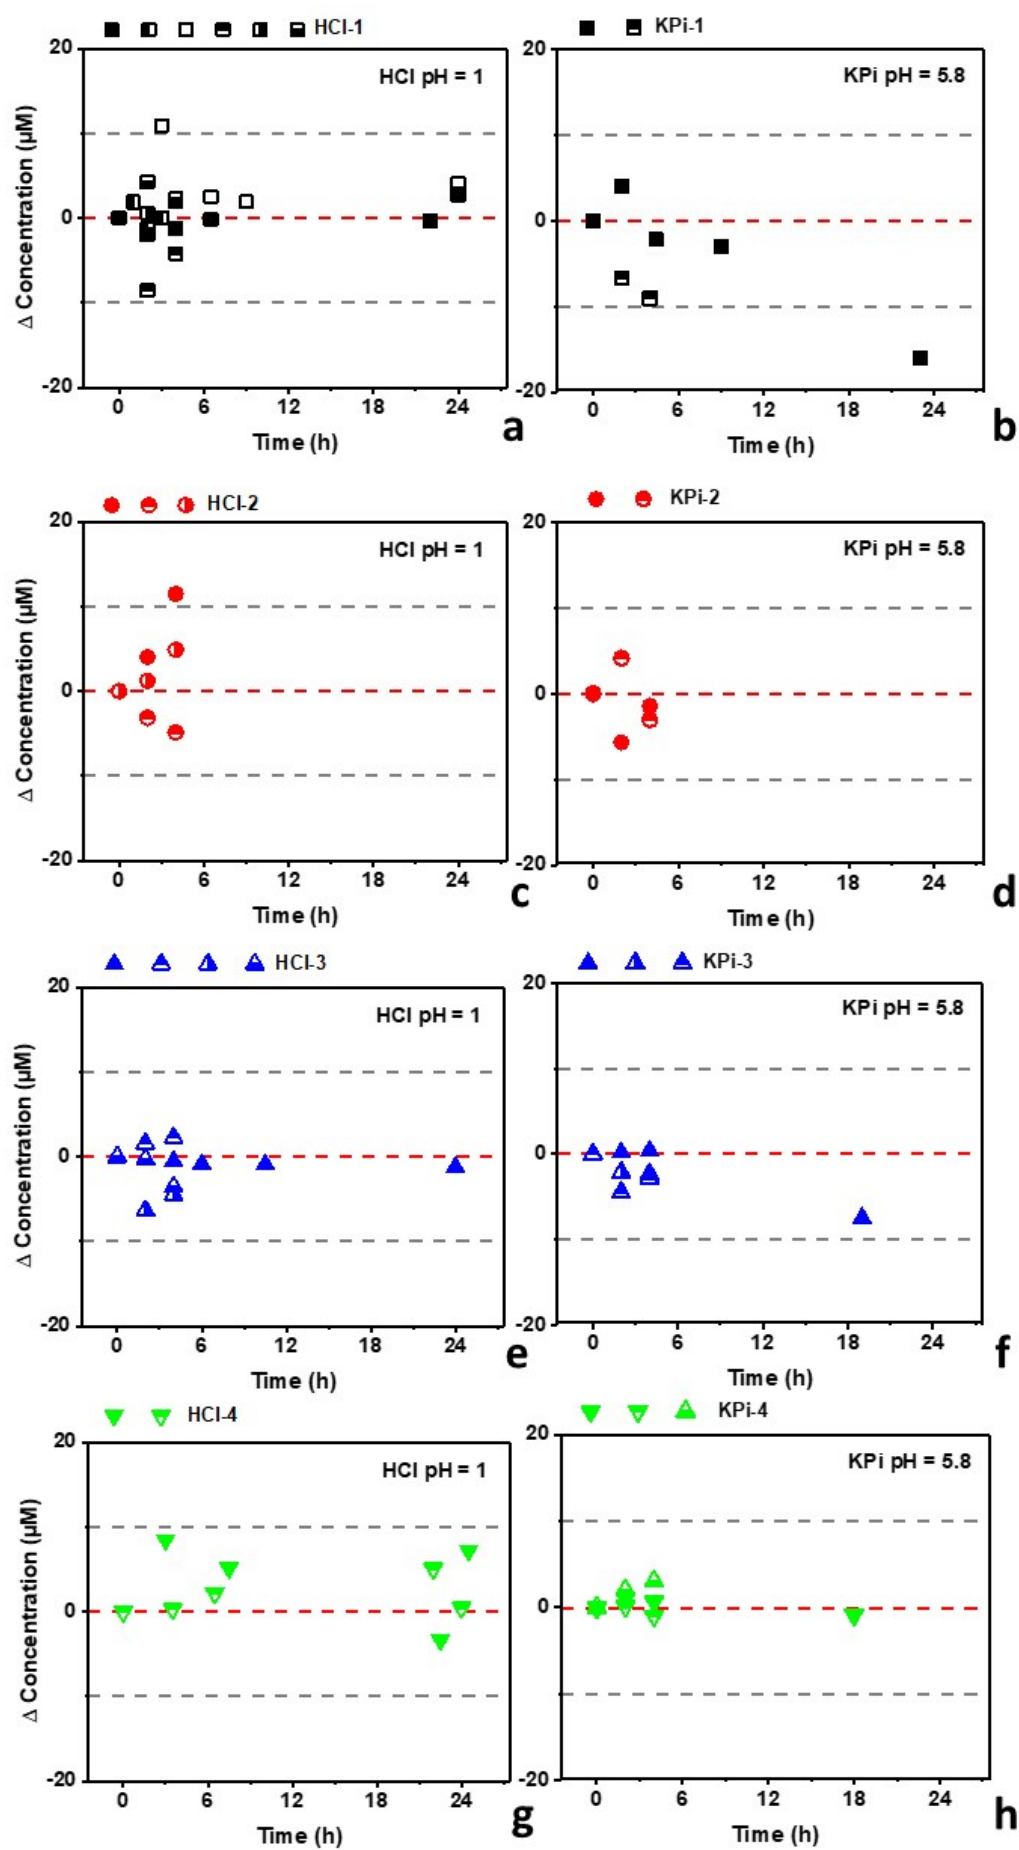 HCl-1
KPi-1
20
HCl pH = 1
Δ Concentration (µM)
0
-20
0 6 12 18 24
Time (h)
a
20
KPi pH = 5.8
0
-20
0 6 12 18 24
Time (h)
b
HCl-2
KPi-2
20
HCl pH = 1
Δ Concentration (µM)
0
-20
0 6 12 18 24
Time (h)
c
20
KPi pH = 5.8
0
-20
0 6 12 18 24
Time (h)
d
HCl-3
KPi-3
20
HCl pH = 1
Δ Concentration (µM)
0
-20
0 6 12 18 24
Time (h)
e
20
KPi pH = 5.8
0
-20
0 6 12 18 24
Time (h)
f
HCl-4
KPi-4
20
HCl pH = 1
Δ Concentration (µM)
0
-20
0 6 12 18 24
Time (h)
g
20
KPi pH = 5.8
0
-20
0 6 12 18 24
Time (h)
h